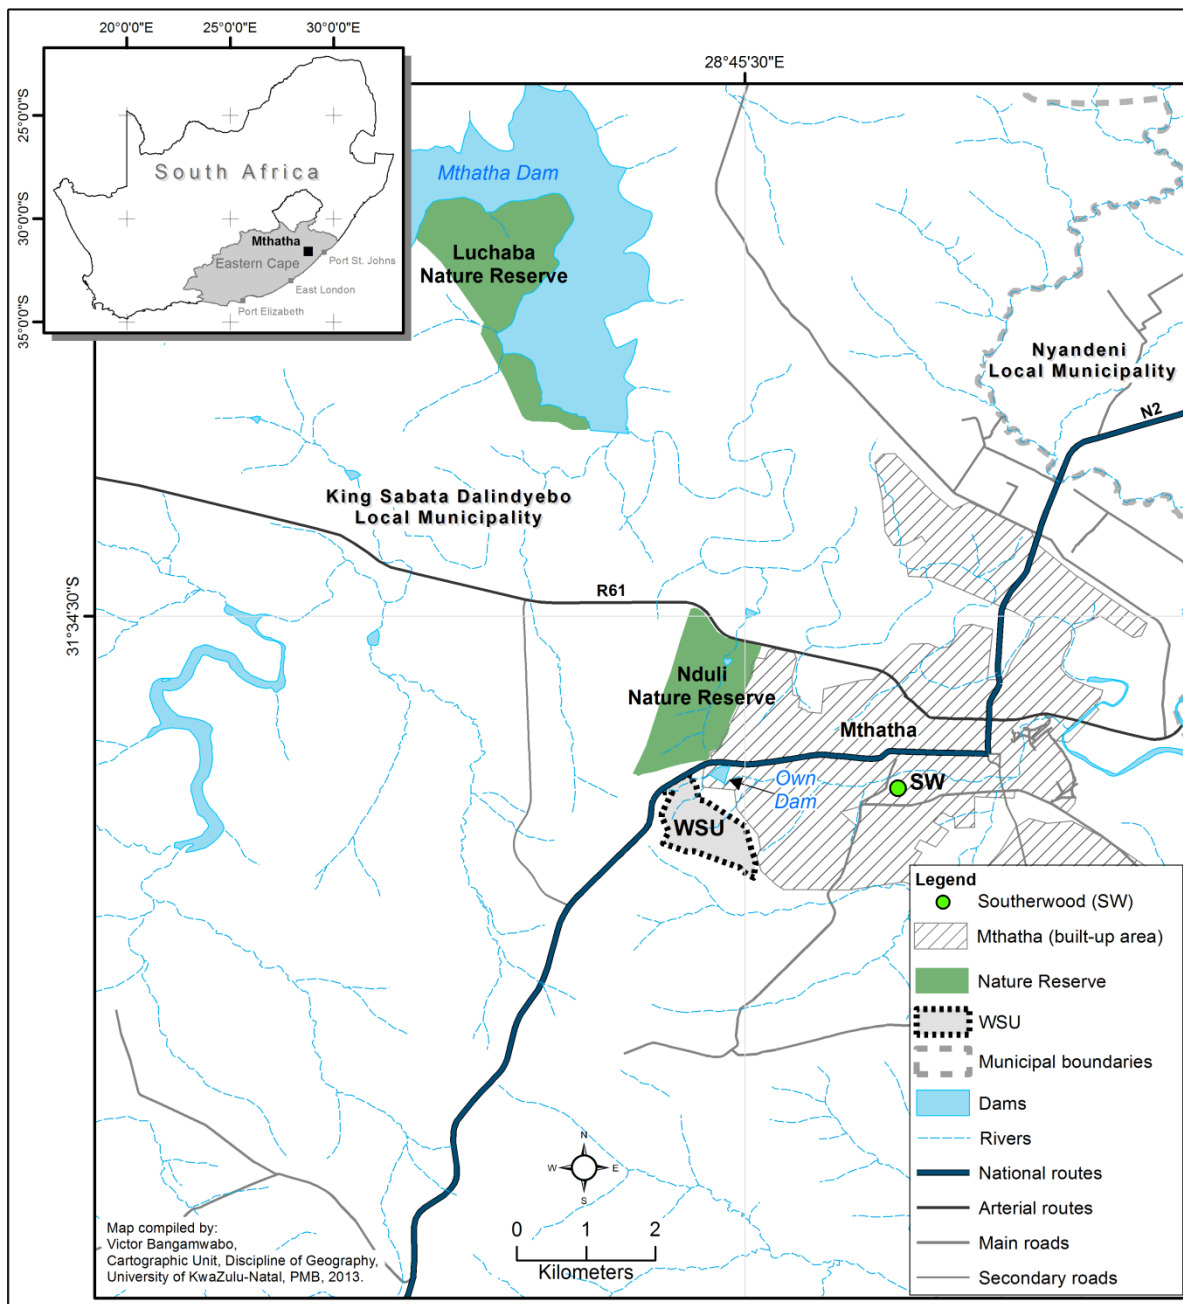 20°0'0"E
25°0'0"E
30°0'0"E
28°45'30"E
25°0'0"S
30°0'0"S
35°0'0"S
South Africa
Mthatha
Eastern Cape
Port St. Johns
East London
Port Elizabeth
Mthatha Dam
Luchaba
Nature Reserve
Nyandeni
Local Municipality
N2
King Sabata Dalindyebo
Local Municipality
R61
31°34'30"S
Nduli
Nature Reserve
Mthatha
Own
Dam
SW
WSU
Legend
Southerwood (SW)
Mthatha (built-up area)
Nature Reserve
WSU
Municipal boundaries
Dams
Rivers
National routes
Arterial routes
Main roads
Secondary roads
N
W
E
S
0 1 2
Kilometers
Map compiled by:
Victor Bangamwabo,
Cartographic Unit, Discipline of Geography,
University of KwaZulu-Natal, PMB, 2013.